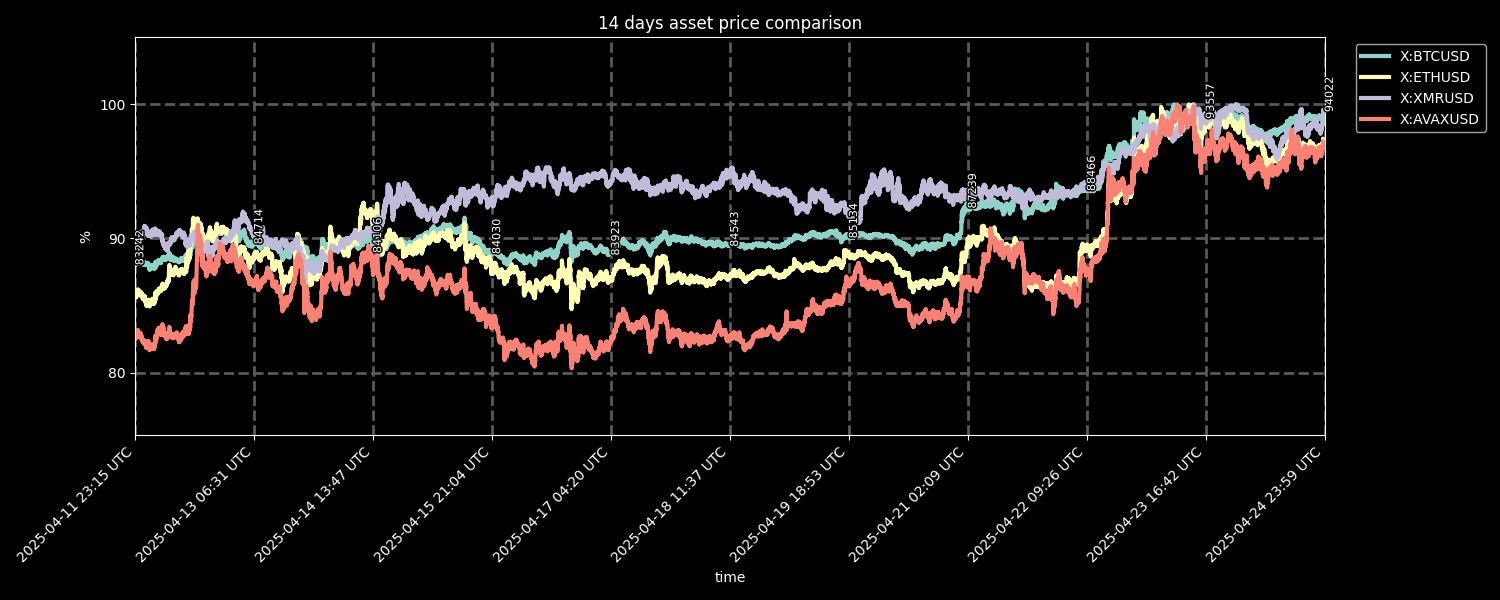 14 days asset price comparison
X:BTCUSD
X:ETHUSD
X:XMRUSD
X:AVAXUSD
100
90
80
%
83242
84714
84106
84030
83923
84543
85134
87239
88466
93557
94022
2025-04-11 23:15 UTC
2025-04-13 06:31 UTC
2025-04-14 13:47 UTC
2025-04-15 21:04 UTC
2025-04-17 04:20 UTC
2025-04-18 11:37 UTC
2025-04-19 18:53 UTC
2025-04-21 02:09 UTC
2025-04-22 09:26 UTC
2025-04-23 16:42 UTC
2025-04-24 23:59 UTC
time